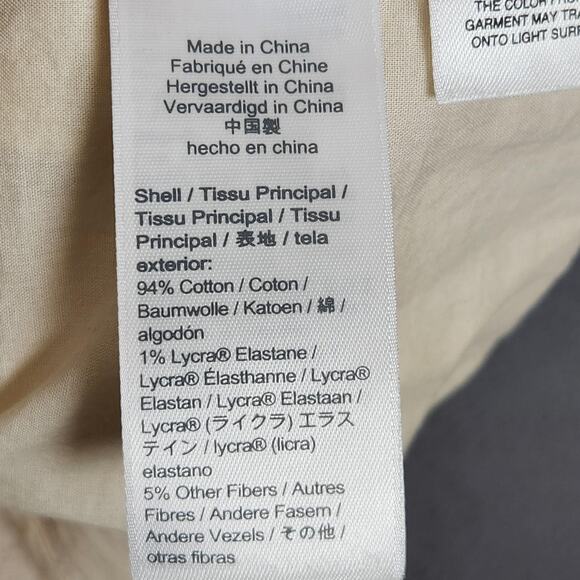 THE COLOR
GARMENT MAY TRA
ONTO LIGHT SURF
Made in China
Fabriqué en Chine
Hergestellt in China
Vervaardigd in China
中国製
hecho en china
Shell / Tissu Principal /
Tissu Principal / Tissu
Principal / 表地 / tela
exterior:
94% Cotton / Coton /
Baumwolle / Katoen / 綿 /
algodón
1% Lycra® Elastane /
Lycra® Élasthanne / Lycra®
Elastan / Lycra® Elastaan /
Lycra® (ライクラ) エラス
テイン / lycra® (licra)
elastano
5% Other Fibers / Autres
Fibres / Andere Fasern /
Andere Vezels / その他 /
otras fibras